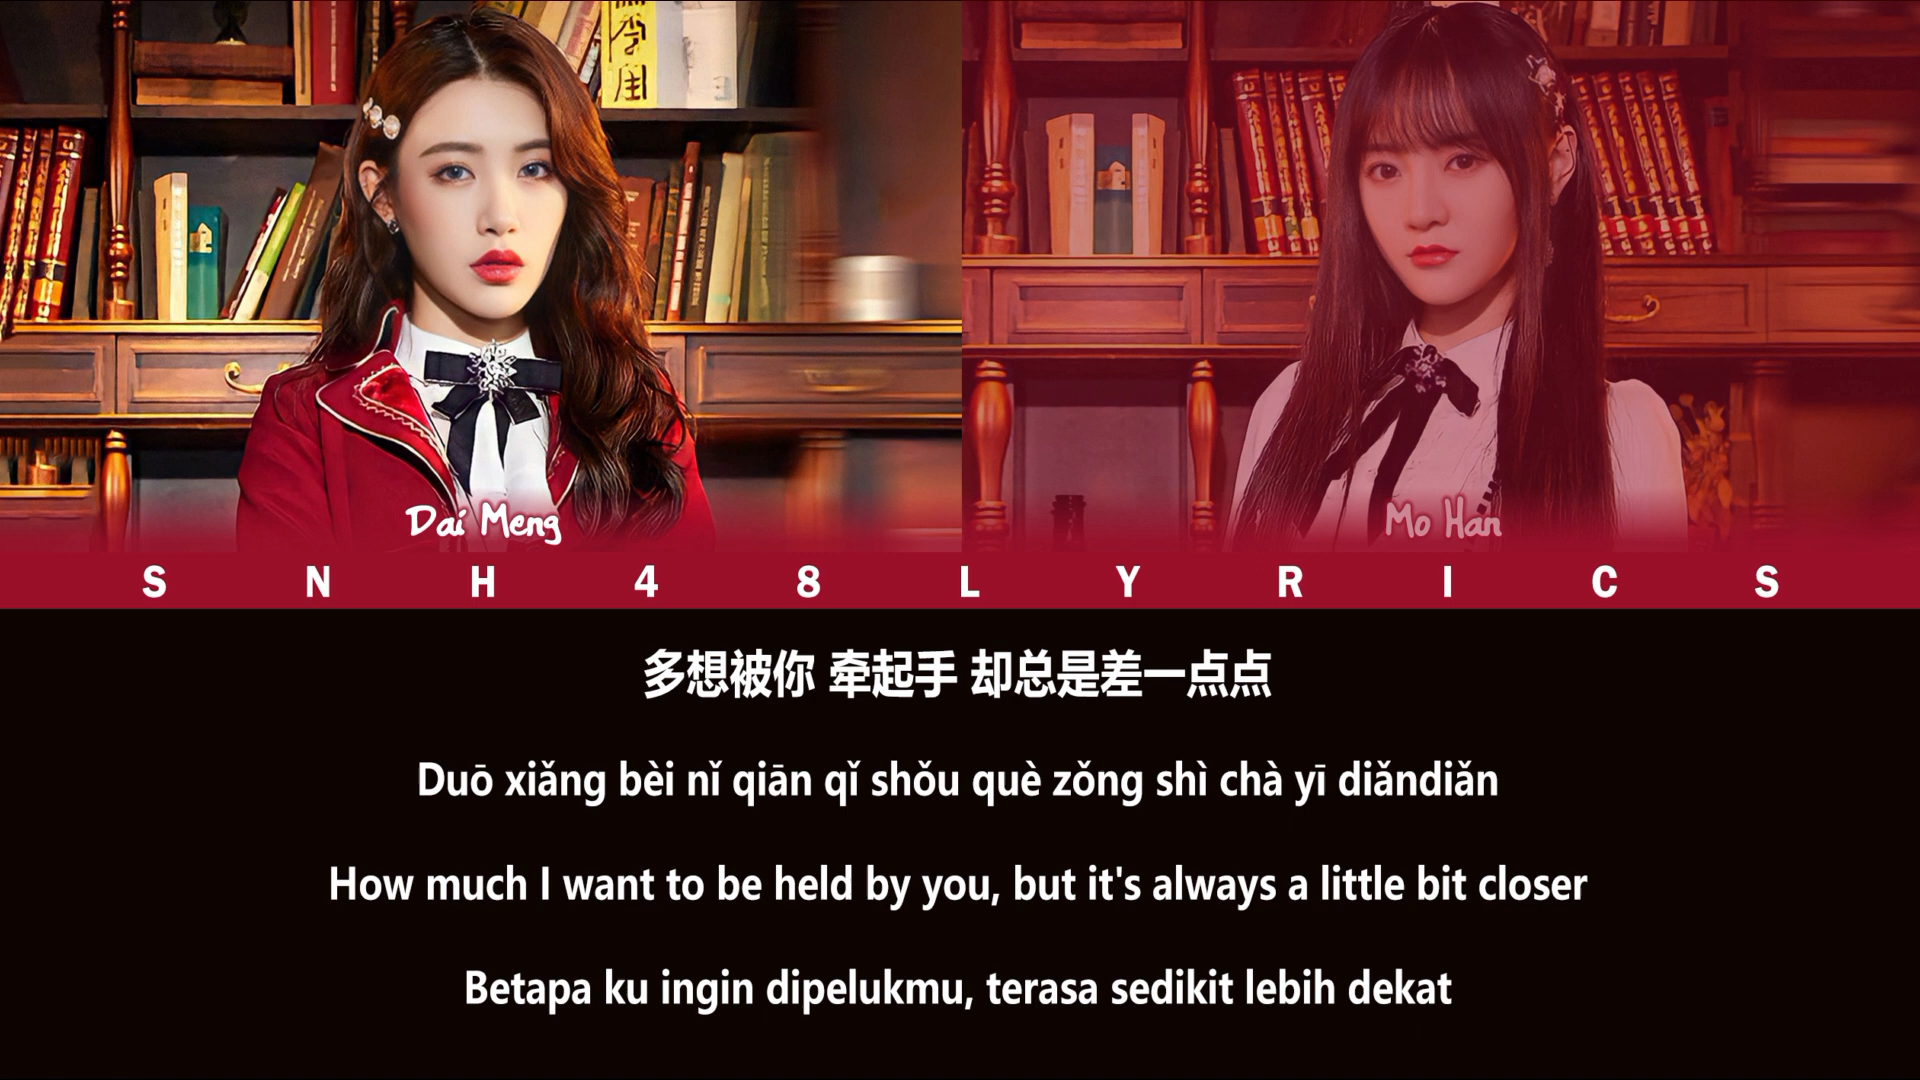 Dai Meng
Mo Han
S N H 4 8 L Y R I C S
多想被你 牵起手 却总是差一点点
Duō xiǎng bèi nǐ qiān qǐ shǒu què zǒng shì chà yī diǎndiǎn
How much I want to be held by you, but it's always a little bit closer
Betapa ku ingin dipelukmu, terasa sedikit lebih dekat